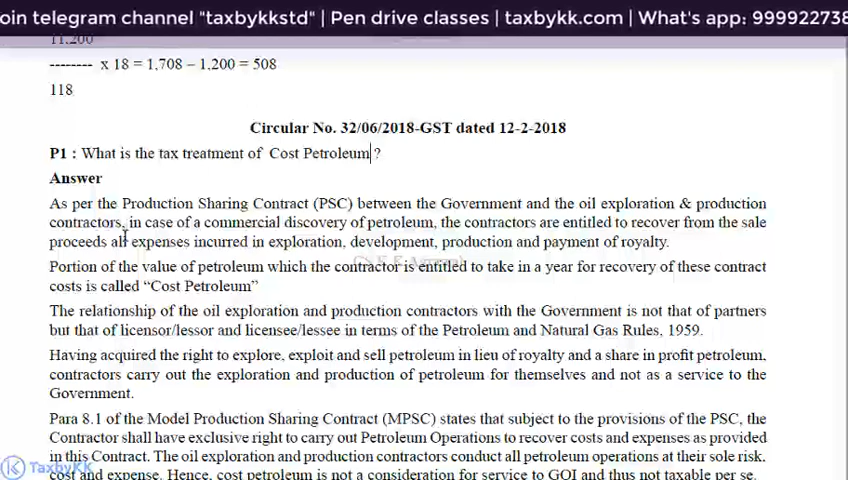 oin telegram channel "taxbykkstd" | Pen drive classes | taxbykk.com | What's app: 999922738
11,200
-------- x 18 = 1,708 – 1,200 = 508
118
Circular No. 32/06/2018-GST dated 12-2-2018
P1 : What is the tax treatment of Cost Petroleum ?
Answer
As per the Production Sharing Contract (PSC) between the Government and the oil exploration & production
contractors, in case of a commercial discovery of petroleum, the contractors are entitled to recover from the sale
proceeds all expenses incurred in exploration, development, production and payment of royalty.
Portion of the value of petroleum which the contractor is entitled to take in a year for recovery of these contract
costs is called “Cost Petroleum”
The relationship of the oil exploration and production contractors with the Government is not that of partners
but that of licensor/lessor and licensee/lessee in terms of the Petroleum and Natural Gas Rules, 1959.
Having acquired the right to explore, exploit and sell petroleum in lieu of royalty and a share in profit petroleum,
contractors carry out the exploration and production of petroleum for themselves and not as a service to the
Government.
Para 8.1 of the Model Production Sharing Contract (MPSC) states that subject to the provisions of the PSC, the
Contractor shall have exclusive right to carry out Petroleum Operations to recover costs and expenses as provided
in this Contract. The oil exploration and production contractors conduct all petroleum operations at their sole risk,
cost and expense. Hence, cost petroleum is not a consideration for service to GOI and thus not taxable per se.
TaxbyKK